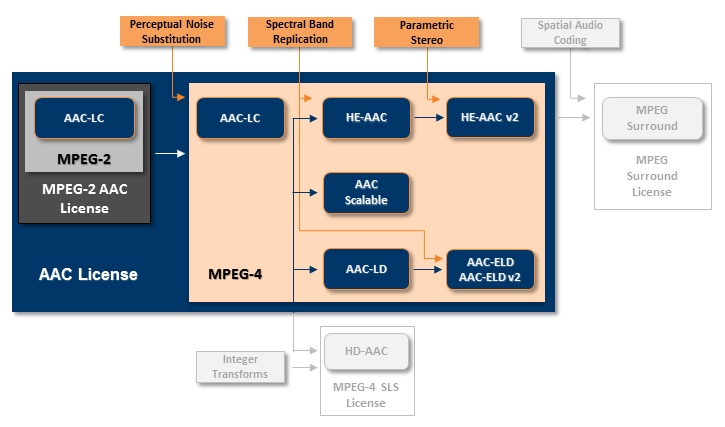 Perceptual Noise
Substitution
Spectral Band
Replication
Parametric
Stereo
Spatial Audio
Coding
AAC-LC
MPEG-2
MPEG-2 AAC
License
AAC License
AAC-LC
HE-AAC
HE-AAC v2
AAC
Scalable
AAC-LD
AAC-ELD
AAC-ELD v2
MPEG-4
MPEG
Surround
MPEG
Surround
License
Integer
Transforms
HD-AAC
MPEG-4 SLS
License